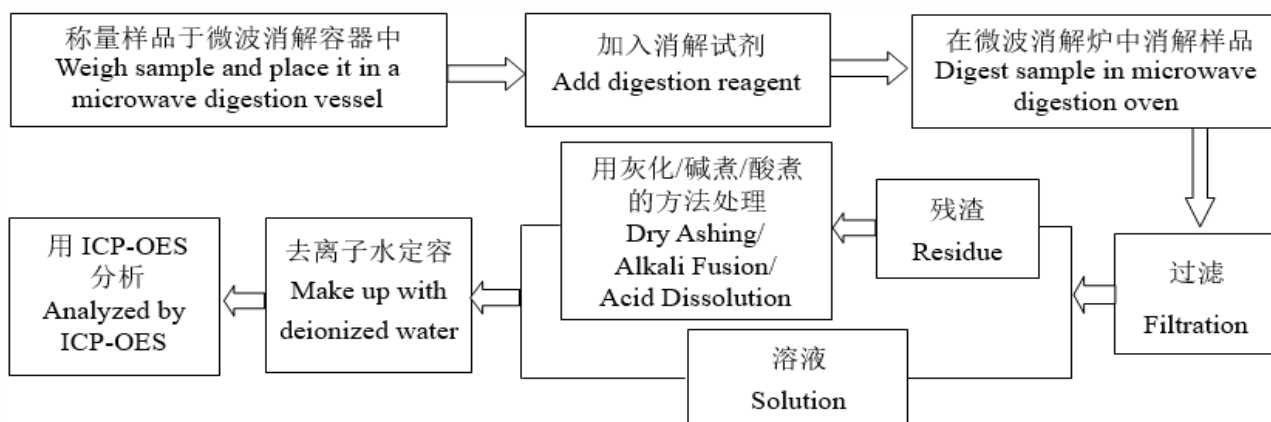 称量样品于微波消解容器中
Weigh sample and place it in a
microwave digestion vessel
加入消解试剂
Add digestion reagent
在微波消解炉中消解样品
Digest sample in microwave
digestion oven
过滤
Filtration
残渣
Residue
用灰化/碱煮/酸煮
的方法处理
Dry Ashing/
Alkali Fusion/
Acid Dissolution
溶液
Solution
去离子水定容
Make up with
deionized water
用 ICP-OES
分析
Analyzed by
ICP-OES